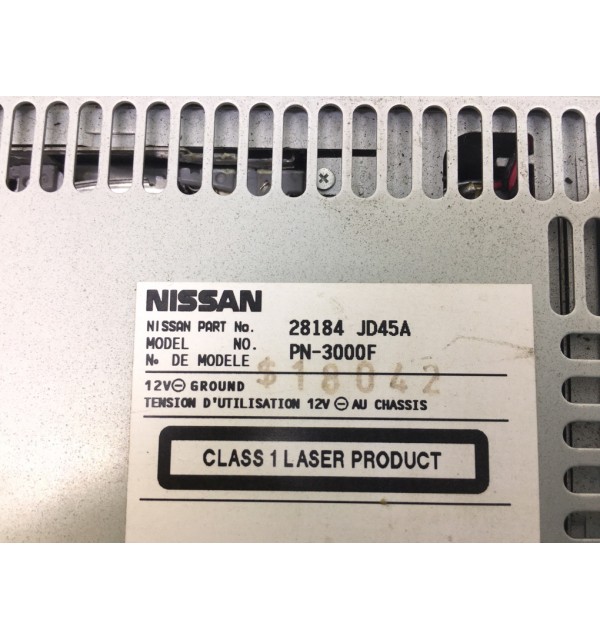 NISSAN
NISSAN PART No. 28184 JD45A
MODEL NO. PN-3000F
No DE MODELE
$18042
12V⊖ GROUND
TENSION D'UTILISATION 12V ⊖ AU CHASSIS
CLASS 1 LASER PRODUCT